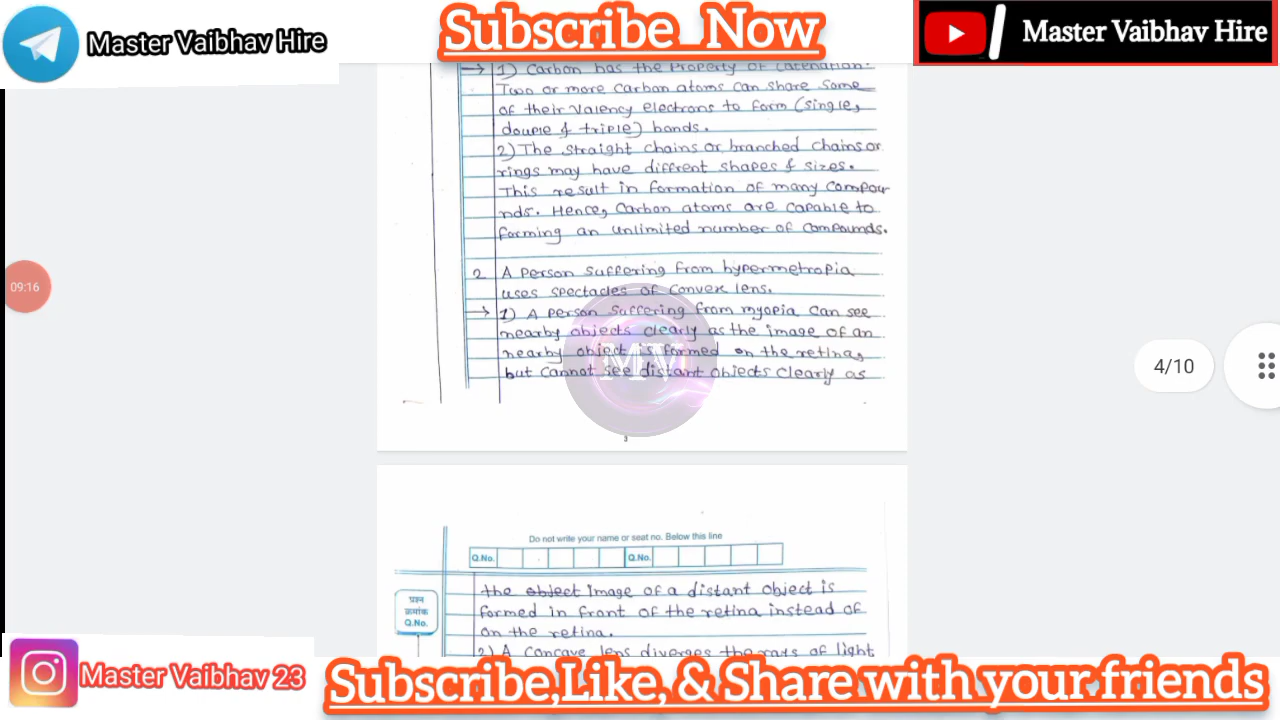 Master Vaibhav Hire
Subscribe Now
Master Vaibhav Hire
→ 1) Carbon has the Property of Catenation.
Two or more Carbon atoms can share some
of their Valency electrons to form (single,
douple & triple) bonds.
2) The straight chains or branched chains or
rings may have diffrent shapes & sizes.
This result in formation of many Compou
nds. Hence, Carbon atoms are capable to
forming an unlimited number of Compounds.
2 A Person suffering from hypermetropia
uses spectacles of Convex lens.
→ 1) A person suffering from myopia can see
nearby objects clearly as the image of an
nearby object is formed on the retina,
but cannot see distant objects clearly as
MV
3
09:16
4/10
Do not write your name or seat no. Below this line
Q.No. Q.No.
प्रश्न
क्रमांक
Q.No.
the object image of a distant object is
formed in front of the retina instead of
on the retina.
2) A concave lens diverges the rays of light
Master Vaibhav 23
Subscribe,Like, & Share with your friends